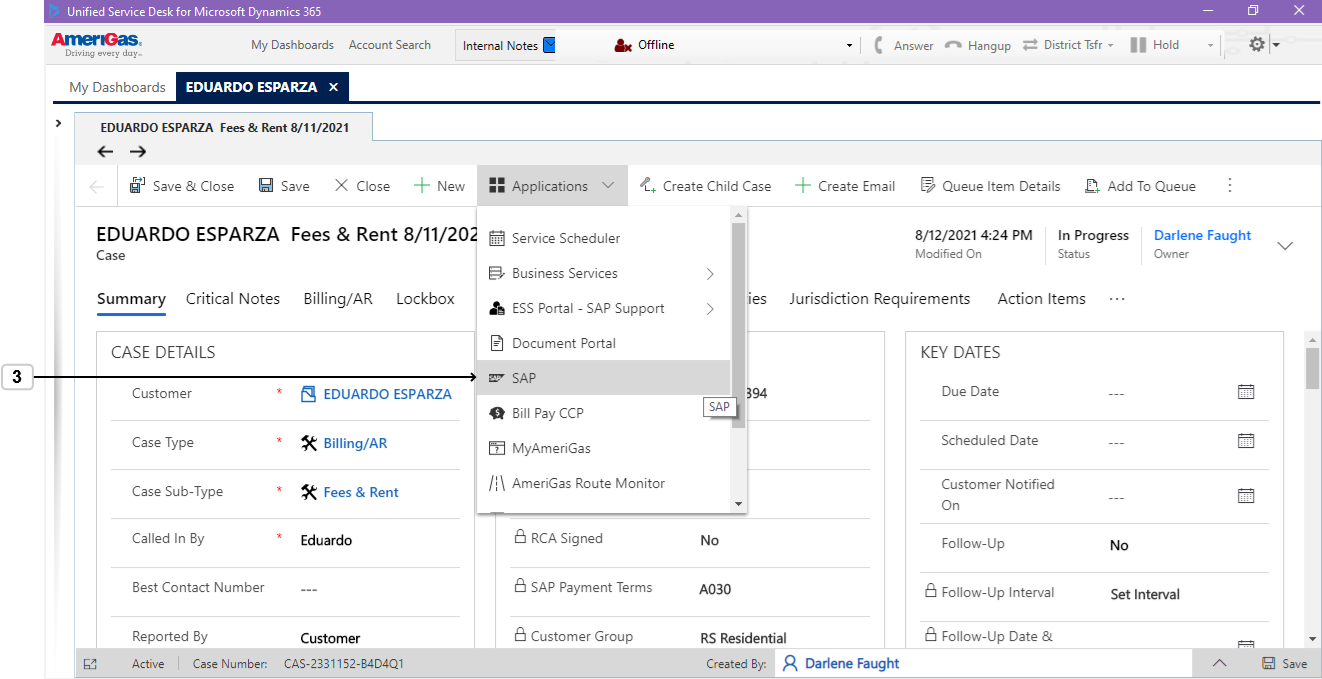 Unified Service Desk for Microsoft Dynamics 365
AmeriGas
Driving every day.
My Dashboards Account Search Internal Notes Offline Answer Hangup District Tsfr Hold
My Dashboards EDUARDO ESPARZA
EDUARDO ESPARZA Fees & Rent 8/11/2021
Save & Close Save Close New Applications Create Child Case Create Email Queue Item Details Add To Queue
EDUARDO ESPARZA Fees & Rent 8/11/202
Case
8/12/2021 4:24 PM
Modified On
In Progress
Status
Darlene Faught
Owner
Service Scheduler
Business Services
ESS Portal - SAP Support
Document Portal
SAP
Bill Pay CCP
MyAmeriGas
AmeriGas Route Monitor
SAP
Summary Critical Notes Billing/AR Lockbox ies Jurisdiction Requirements Action Items ...
3
CASE DETAILS
Customer * EDUARDO ESPARZA
Case Type * Billing/AR
Case Sub-Type * Fees & Rent
Called In By * Eduardo
Best Contact Number ---
Reported By Customer
394
RCA Signed No
SAP Payment Terms A030
Customer Group RS Residential
KEY DATES
Due Date ---
Scheduled Date ---
Customer Notified
On ---
Follow-Up No
Follow-Up Interval Set Interval
Follow-Up Date &
Active Case Number: CAS-2331152-B4D4Q1 Created By: Darlene Faught Save